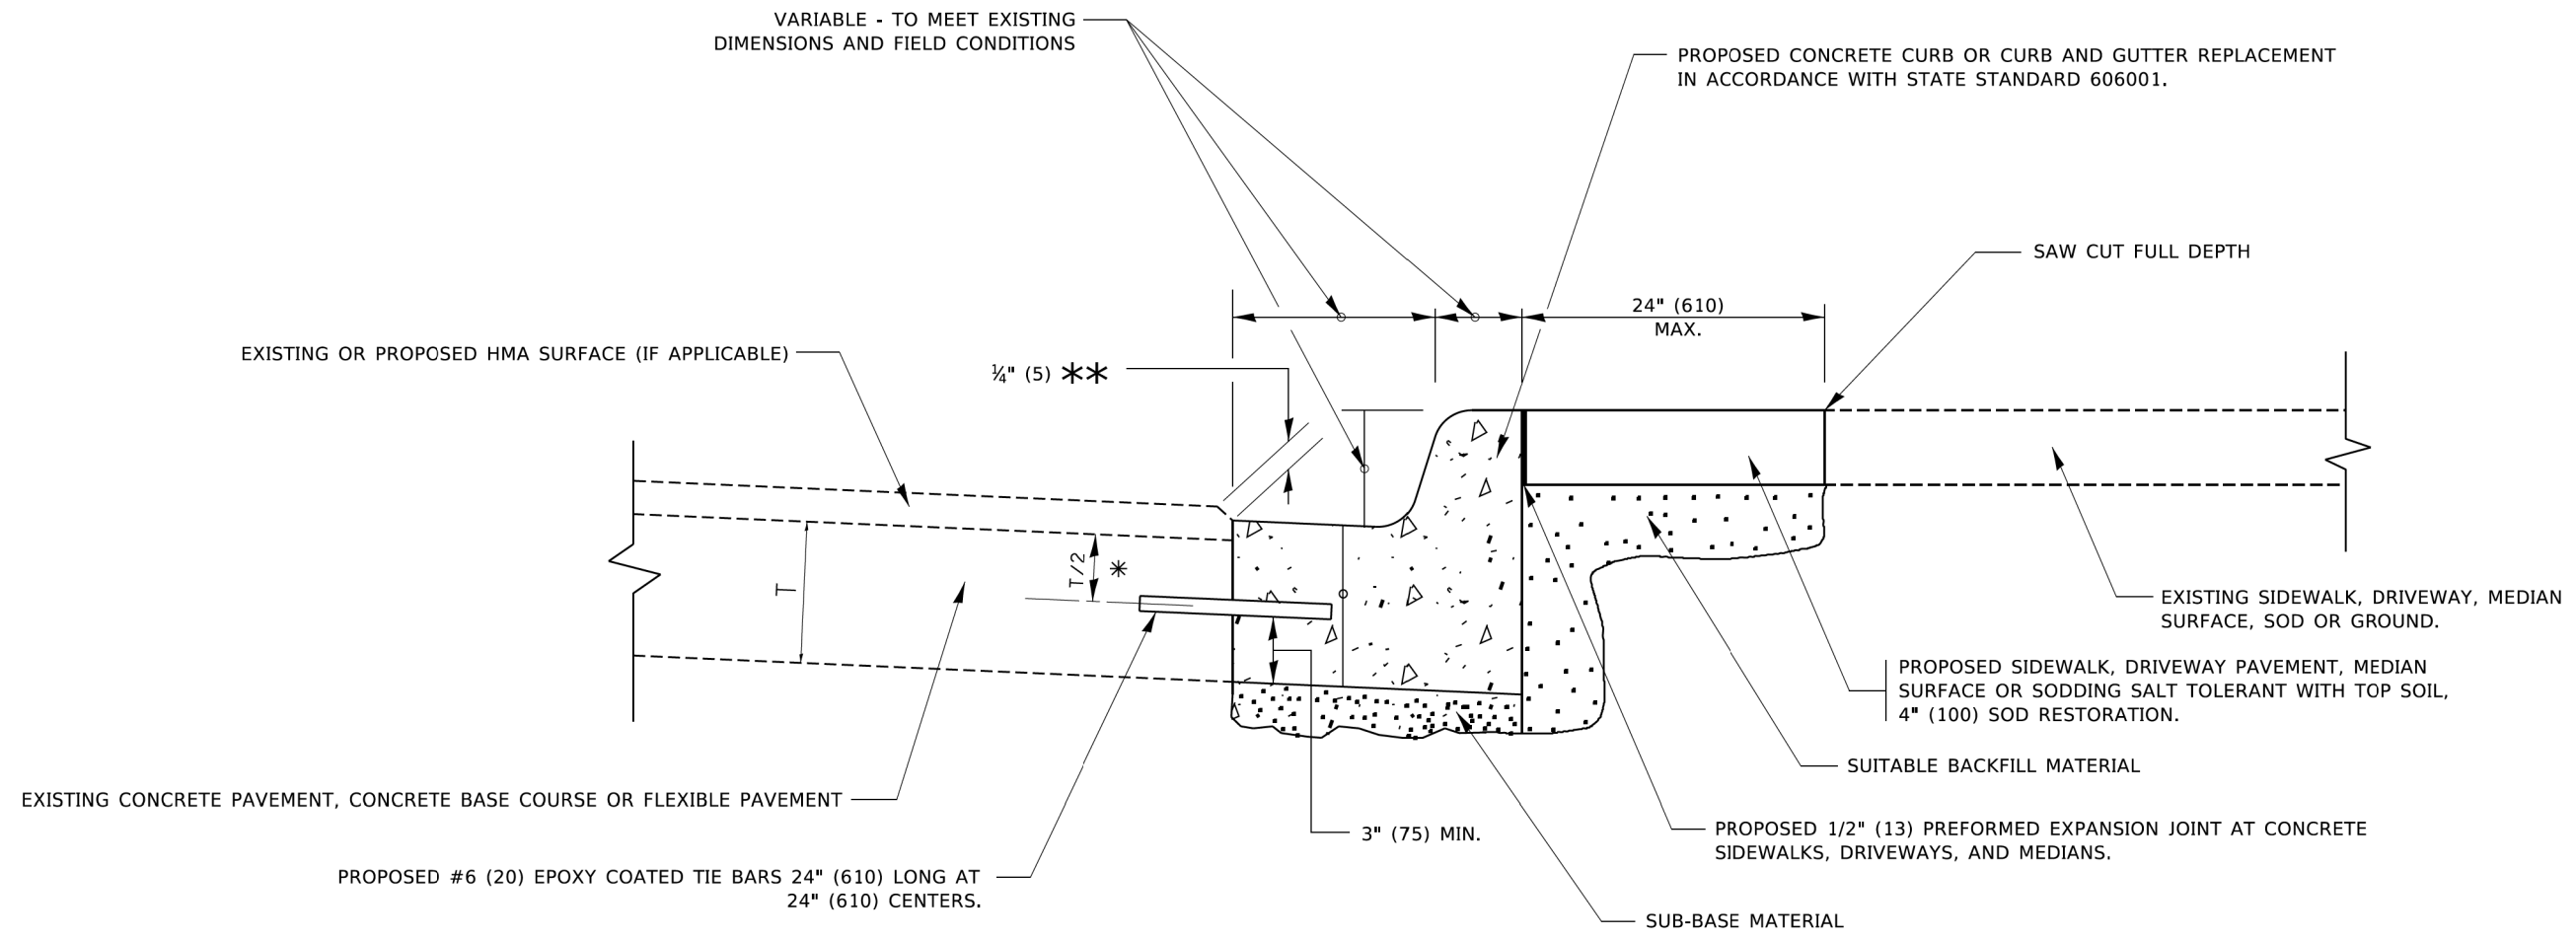 VARIABLE - TO MEET EXISTING
DIMENSIONS AND FIELD CONDITIONS
PROPOSED CONCRETE CURB OR CURB AND GUTTER REPLACEMENT
IN ACCORDANCE WITH STATE STANDARD 606001.
SAW CUT FULL DEPTH
24" (610)
MAX.
EXISTING OR PROPOSED HMA SURFACE (IF APPLICABLE)
¼" (5) **
T/2
*
T
EXISTING SIDEWALK, DRIVEWAY, MEDIAN
SURFACE, SOD OR GROUND.
PROPOSED SIDEWALK, DRIVEWAY PAVEMENT, MEDIAN
SURFACE OR SODDING SALT TOLERANT WITH TOP SOIL,
4" (100) SOD RESTORATION.
SUITABLE BACKFILL MATERIAL
EXISTING CONCRETE PAVEMENT, CONCRETE BASE COURSE OR FLEXIBLE PAVEMENT
3" (75) MIN.
PROPOSED 1/2" (13) PREFORMED EXPANSION JOINT AT CONCRETE
SIDEWALKS, DRIVEWAYS, AND MEDIANS.
PROPOSED #6 (20) EPOXY COATED TIE BARS 24" (610) LONG AT
24" (610) CENTERS.
SUB-BASE MATERIAL